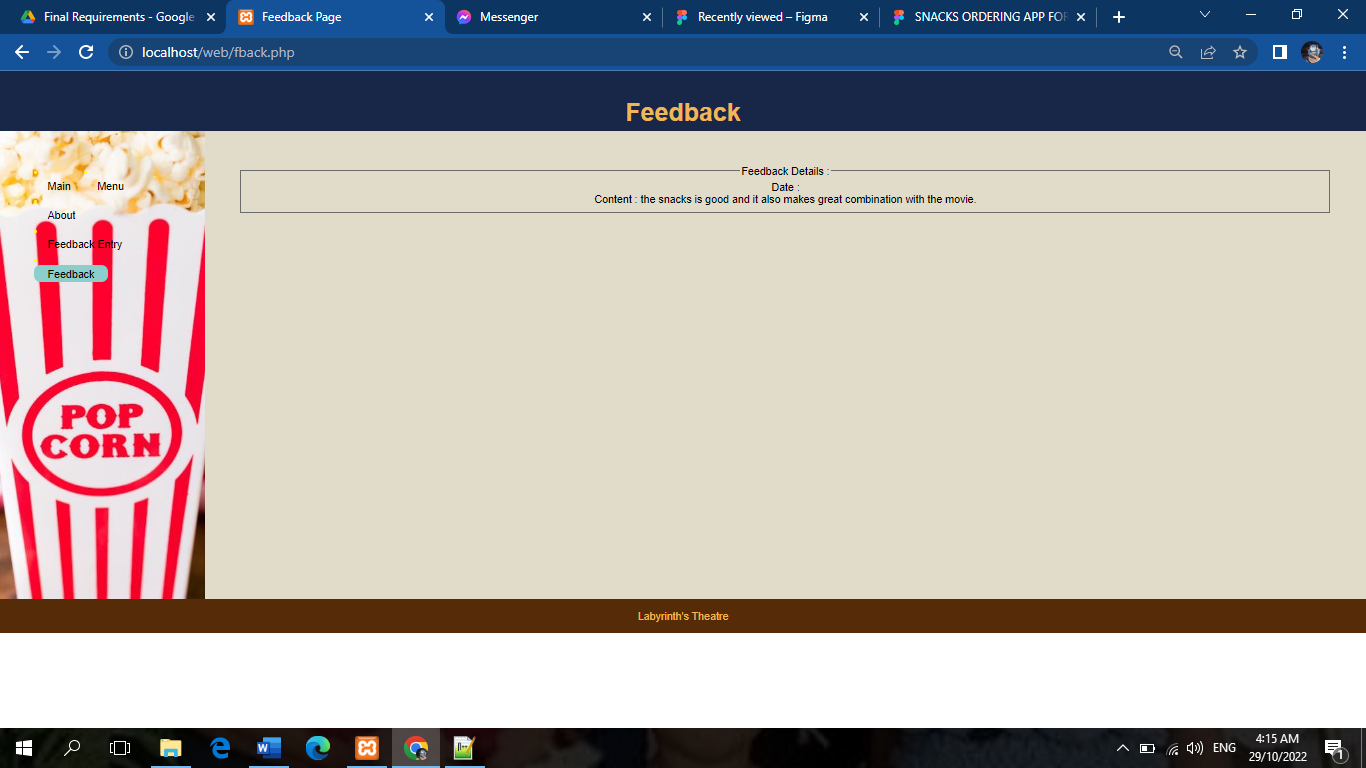 Final Requirements - Google
Feedback Page
Messenger
Recently viewed – Figma
SNACKS ORDERING APP FOR
localhost/web/fback.php
Feedback
Main Menu
About
Feedback Entry
Feedback
POP
CORN
Feedback Details :
Date :
Content : the snacks is good and it also makes great combination with the movie.
Labyrinth's Theatre
ENG
4:15 AM
29/10/2022
1